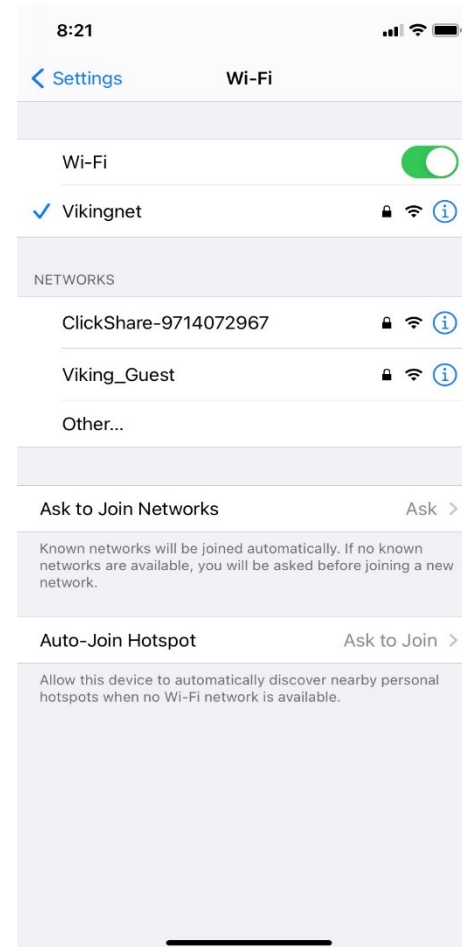 8:21
Settings
Wi-Fi
Wi-Fi
Vikingnet
NETWORKS
ClickShare-9714072967
Viking_Guest
Other...
Ask to Join Networks Ask
Known networks will be joined automatically. If no known
networks are available, you will be asked before joining a new
network.
Auto-Join Hotspot Ask to Join
Allow this device to automatically discover nearby personal
hotspots when no Wi-Fi network is available.